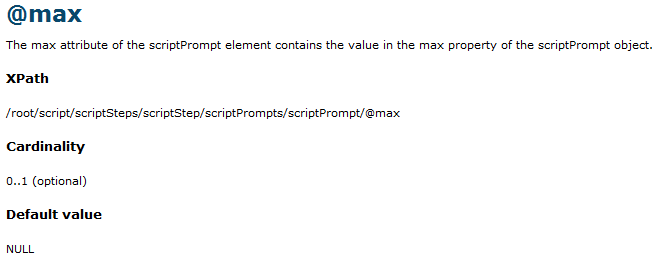 @max
The max attribute of the scriptPrompt element contains the value in the max property of the scriptPrompt object.
XPath
/root/script/scriptSteps/scriptStep/scriptPrompts/scriptPrompt/@max
Cardinality
0..1 (optional)
Default value
NULL